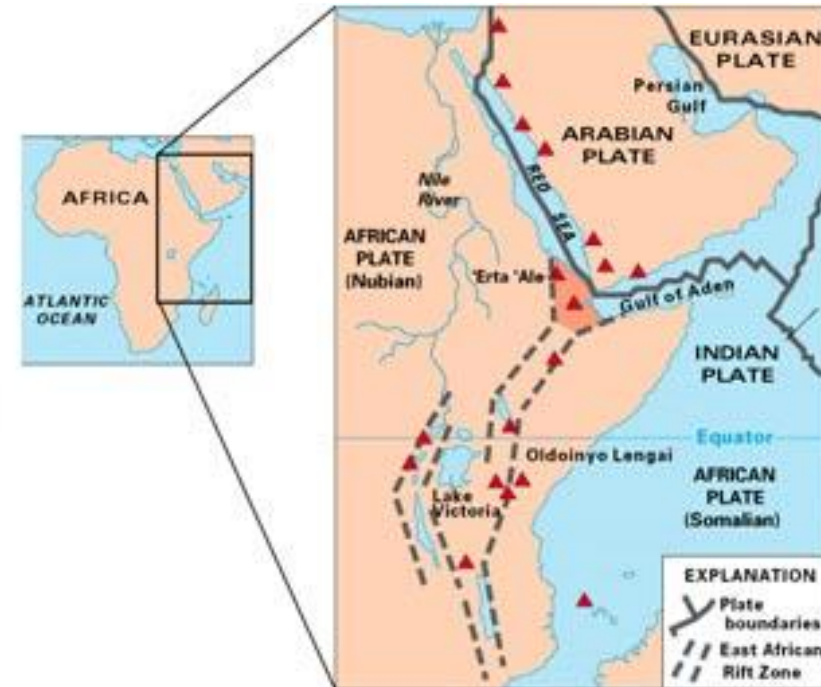 AFRICA
ATLANTIC
OCEAN
EURASIAN
PLATE
Persian
Gulf
ARABIAN
PLATE
Nile
River
RED SEA
AFRICAN
PLATE
(Nubian)
'Erta 'Ale
Gulf of Aden
INDIAN
PLATE
Equator
Oldoinyo Lengai
AFRICAN
PLATE
(Somalian)
Lake
Victoria
EXPLANATION
Plate
boundaries
East African
Rift Zone